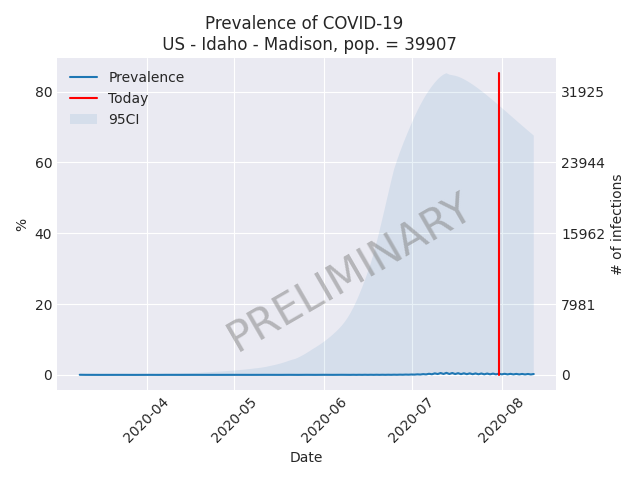 Prevalence of COVID-19
US - Idaho - Madison, pop. = 39907
Prevalence
Today
95CI
80
60
40
20
0
%
31925
23944
15962
7981
0
# of infections
PRELIMINARY
2020-04
2020-05
2020-06
2020-07
2020-08
Date